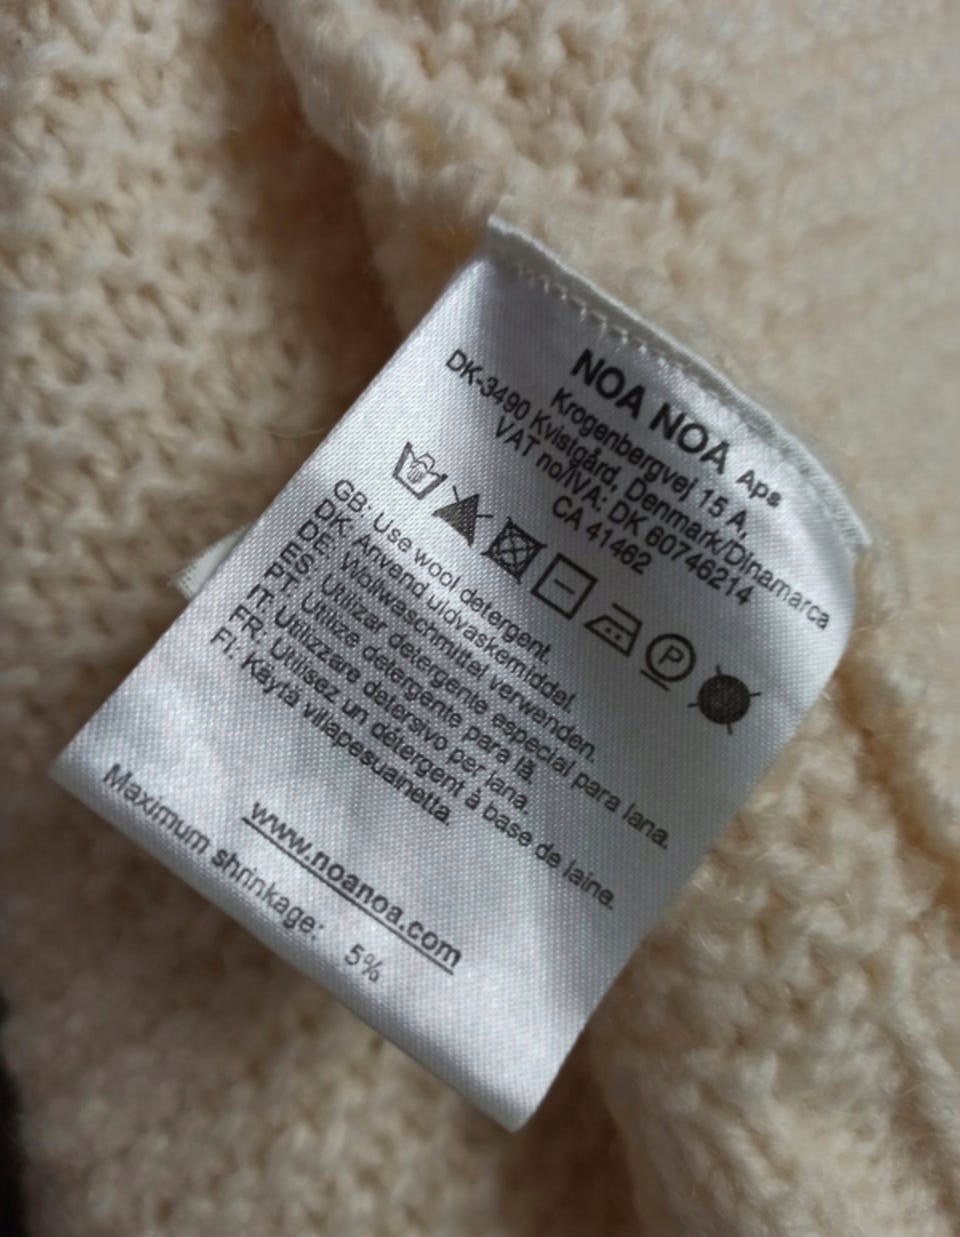 NOA NOA Aps
Krogenbergvej 15 A,
DK-3490 Kvistgård, Denmark/Dinamarca
VAT no/IVA: DK 60746214
CA 41462
P
GB: Use wool detergent.
DK: Anvend uldvaskemiddel.
DE: Wollwaschmittel verwenden.
ES: Utilizar detergente especial para lana.
PT: Utilize detergente para lã.
IT: Utilizzare detersivo per lana.
FR: Utilisez un détergent à base de laine.
FI: Käytä villapesuainetta.
www.noanoa.com
Maximum shrinkage: 5%